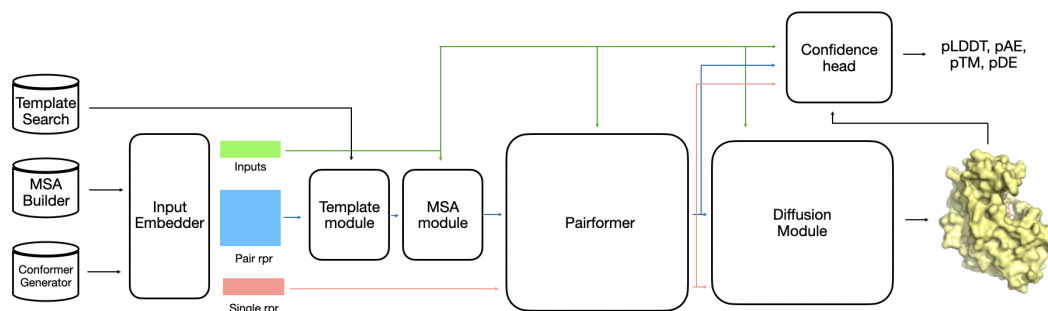 Template
Search
MSA
Builder
Conformer
Generator
Input
Embedder
Inputs
Pair rpr
Single rpr
Template
module
MSA
module
Pairformer
Diffusion
Module
Confidence
head
pLDDT, pAE,
pTM, pDE